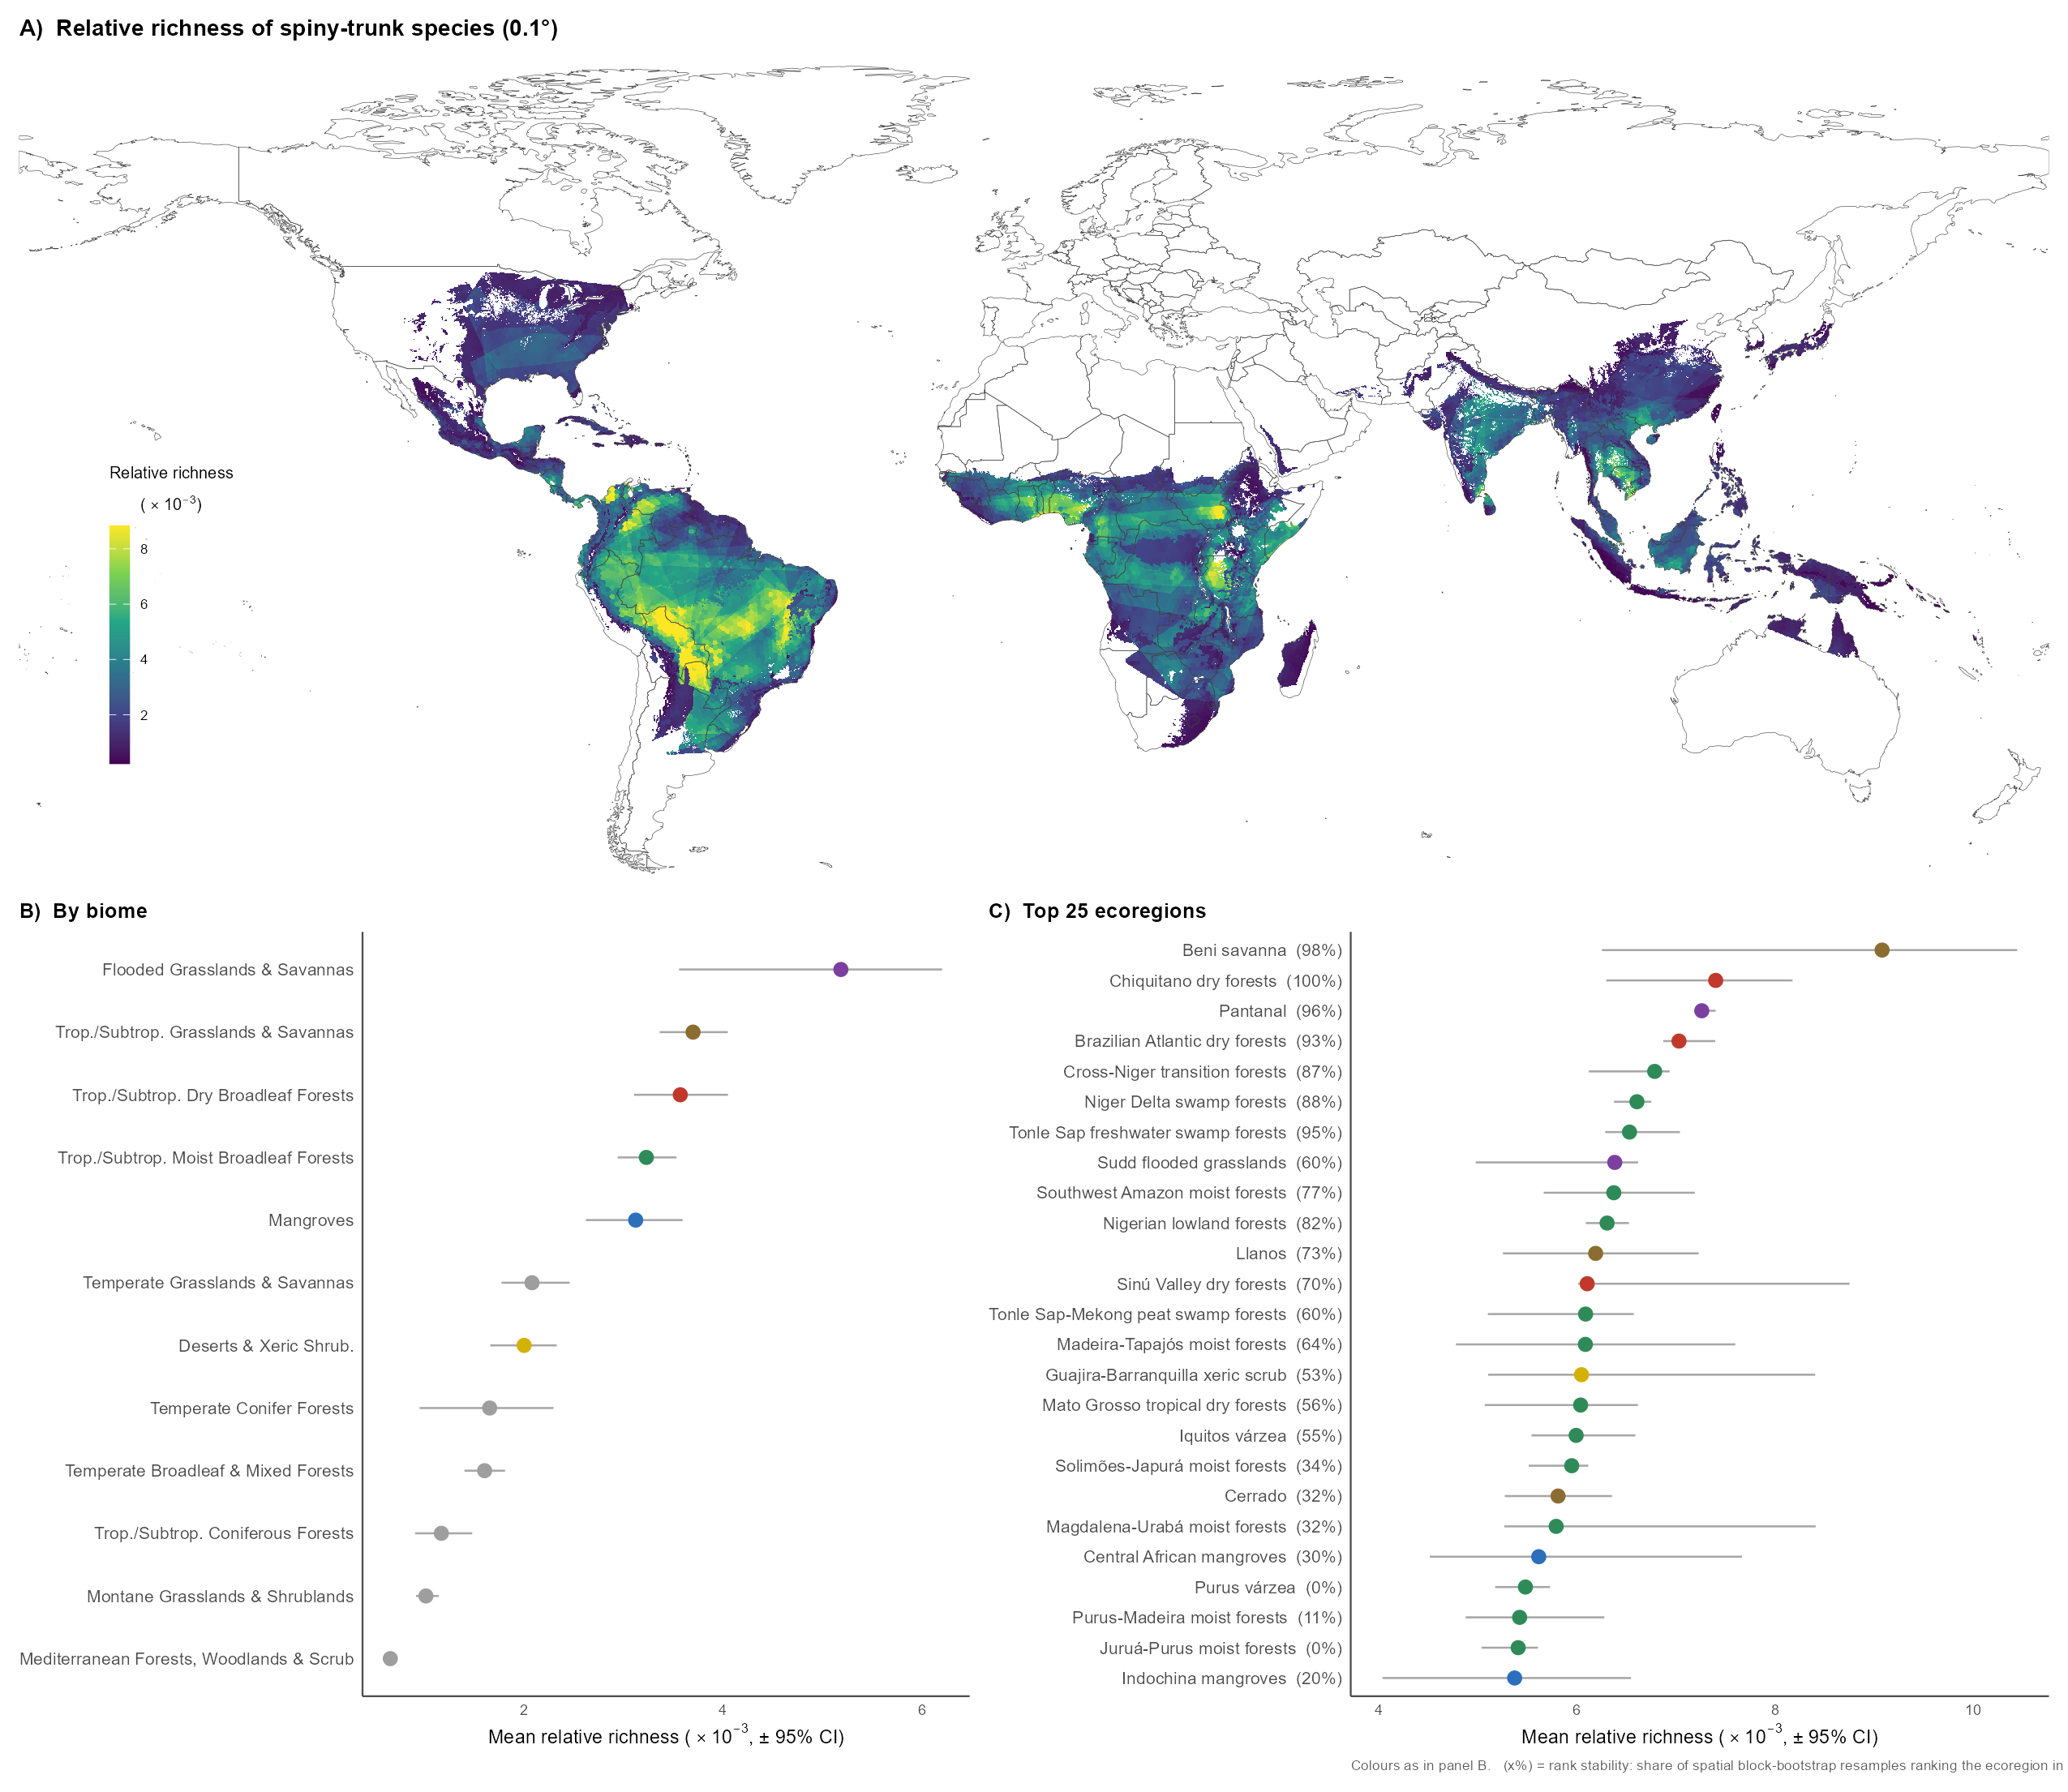 A)  Relative richness of spiny-trunk species (0.1°)
Relative richness
( × 10⁻³)
8
6
4
2
B)  By biome
Flooded Grasslands & Savannas
Trop./Subtrop. Grasslands & Savannas
Trop./Subtrop. Dry Broadleaf Forests
Trop./Subtrop. Moist Broadleaf Forests
Mangroves
Temperate Grasslands & Savannas
Deserts & Xeric Shrub.
Temperate Conifer Forests
Temperate Broadleaf & Mixed Forests
Trop./Subtrop. Coniferous Forests
Montane Grasslands & Shrublands
Mediterranean Forests, Woodlands & Scrub
2 4 6
Mean relative richness ( × 10⁻³, ± 95% CI)
C)  Top 25 ecoregions
Beni savanna  (98%)
Chiquitano dry forests  (100%)
Pantanal  (96%)
Brazilian Atlantic dry forests  (93%)
Cross-Niger transition forests  (87%)
Niger Delta swamp forests  (88%)
Tonle Sap freshwater swamp forests  (95%)
Sudd flooded grasslands  (60%)
Southwest Amazon moist forests  (77%)
Nigerian lowland forests  (82%)
Llanos  (73%)
Sinú Valley dry forests  (70%)
Tonle Sap-Mekong peat swamp forests  (60%)
Madeira-Tapajós moist forests  (64%)
Guajira-Barranquilla xeric scrub  (53%)
Mato Grosso tropical dry forests  (56%)
Iquitos várzea  (55%)
Solimões-Japurá moist forests  (34%)
Cerrado  (32%)
Magdalena-Urabá moist forests  (32%)
Central African mangroves  (30%)
Purus várzea  (0%)
Purus-Madeira moist forests  (11%)
Juruá-Purus moist forests  (0%)
Indochina mangroves  (20%)
4 6 8 10
Mean relative richness ( × 10⁻³, ± 95% CI)
Colours as in panel B.   (x%) = rank stability: share of spatial block-bootstrap resamples ranking the ecoregion in